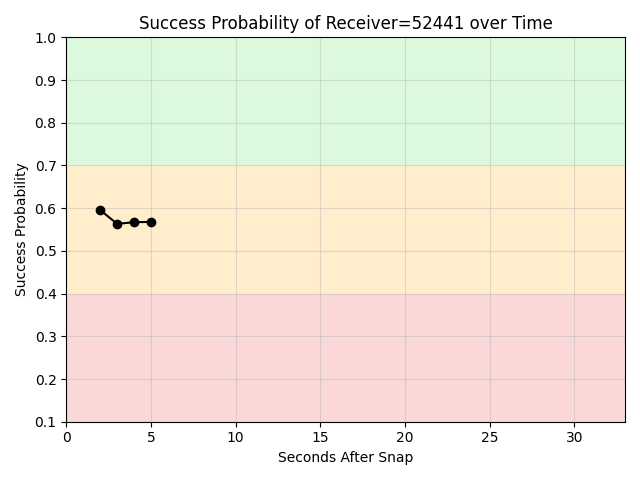 Success Probability of Receiver=52441 over Time
1.0
0.9
0.8
0.7
0.6
0.5
0.4
0.3
0.2
0.1
Success Probability
0 5 10 15 20 25 30
Seconds After Snap